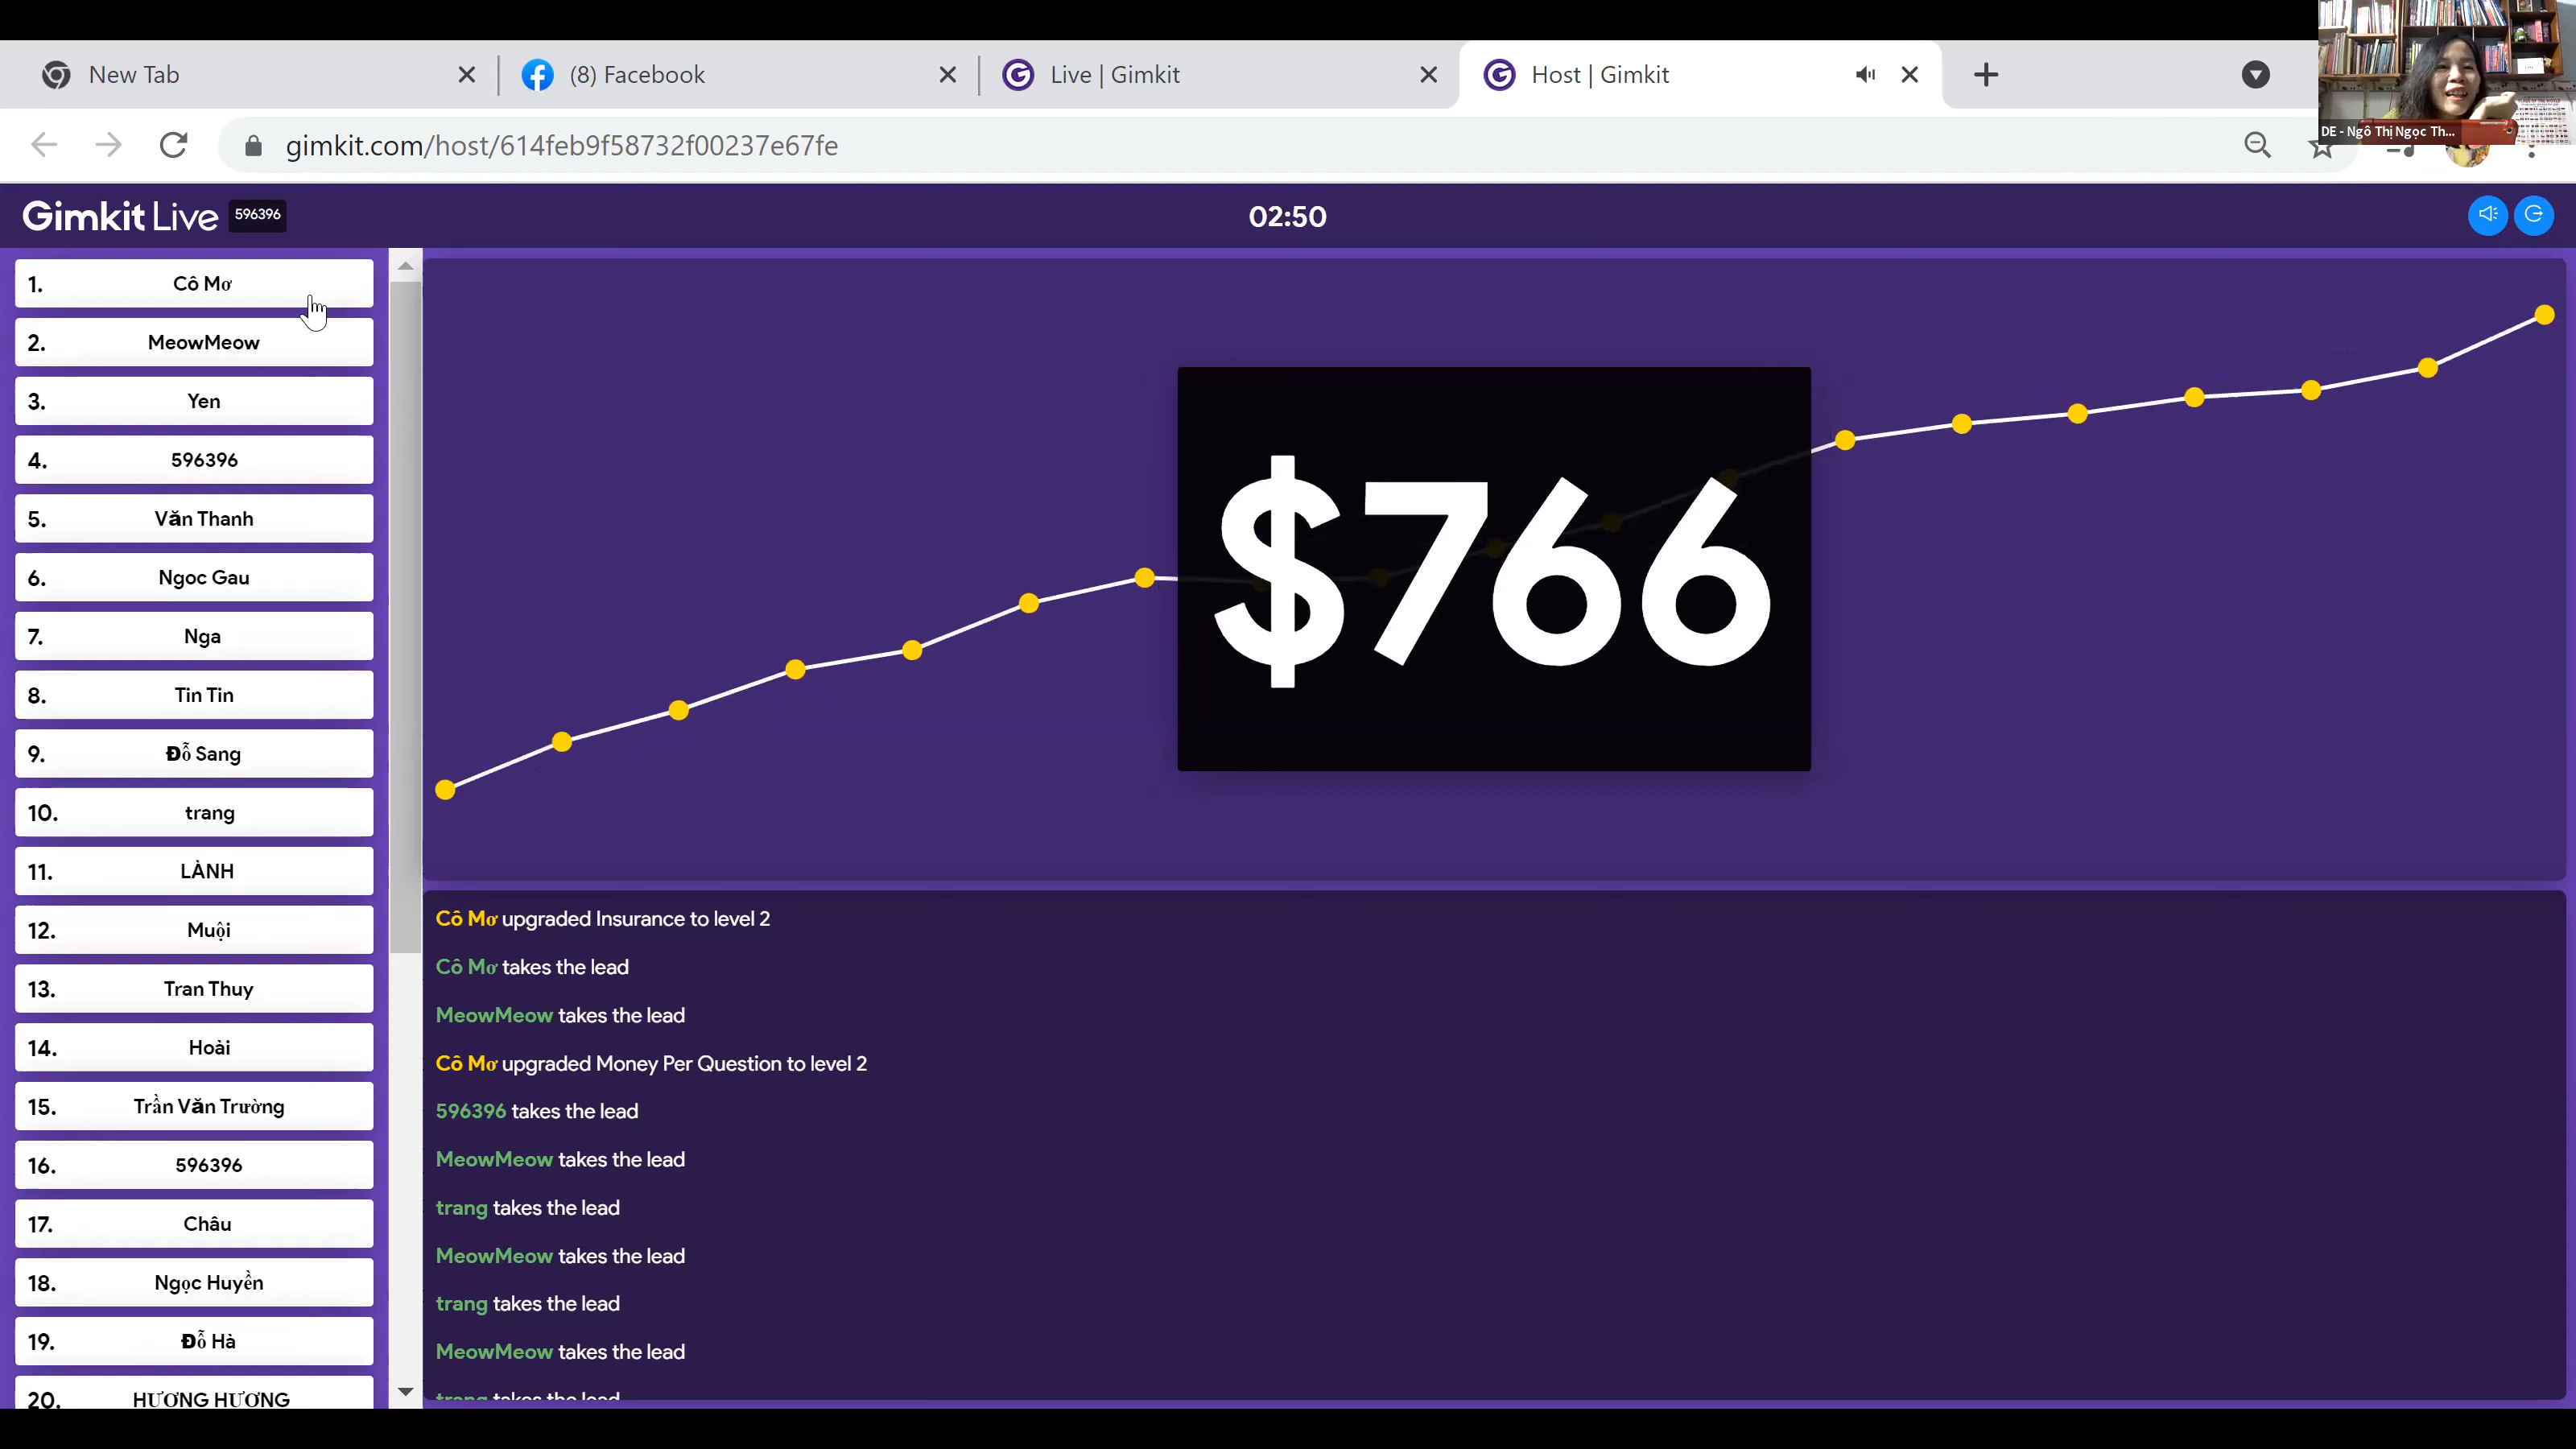 New Tab
(8) Facebook
Live | Gimkit
Host | Gimkit
gimkit.com/host/614feb9f58732f00237e67fe
DE - Ngô Thị Ngọc Th...
Gimkit Live 596396
02:50
1. Cô Mơ
2. MeowMeow
3. Yen
4. 596396
5. Văn Thanh
6. Ngoc Gau
7. Nga
8. Tin Tin
9. Đỗ Sang
10. trang
11. LÀNH
12. Muội
13. Tran Thuy
14. Hoài
15. Trần Văn Trường
16. 596396
17. Châu
18. Ngọc Huyền
19. Đỗ Hà
20. HƯƠNG HƯƠNG
$766
Cô Mơ upgraded Insurance to level 2
Cô Mơ takes the lead
MeowMeow takes the lead
Cô Mơ upgraded Money Per Question to level 2
596396 takes the lead
MeowMeow takes the lead
trang takes the lead
MeowMeow takes the lead
trang takes the lead
MeowMeow takes the lead
trang takes the lead